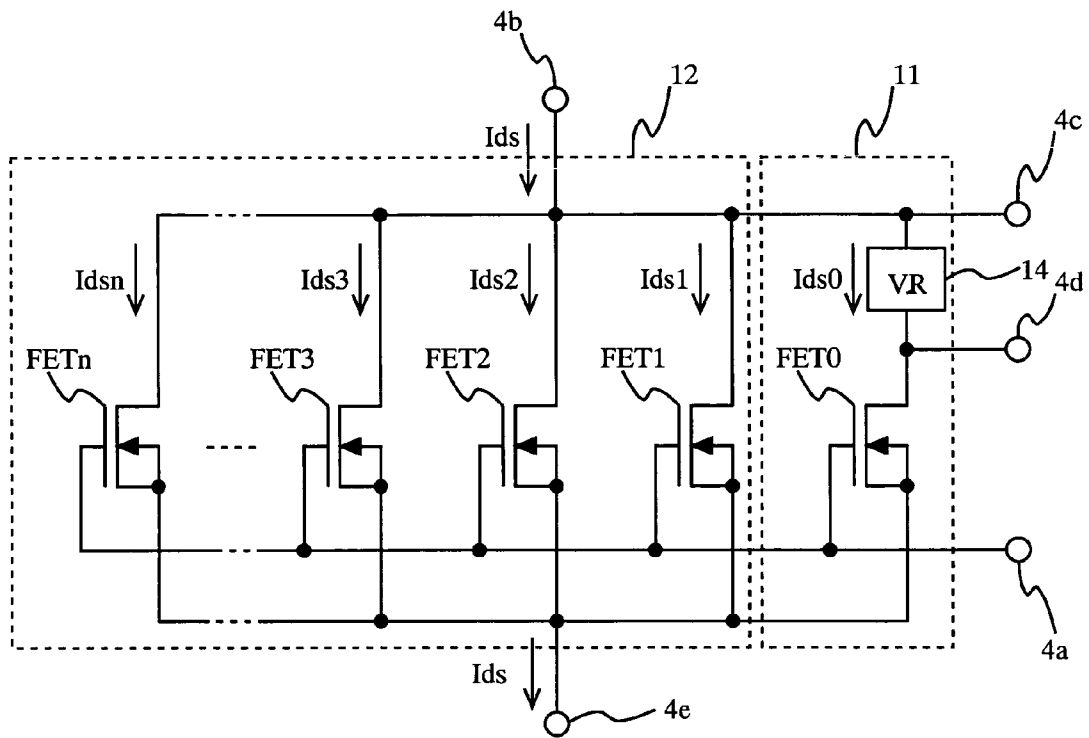 4b
12
11
Ids
4c
Idsn
Ids3
Ids2
Ids1
Ids0
VR
14
4d
FETn
FET3
FET2
FET1
FET0
4a
Ids
4e